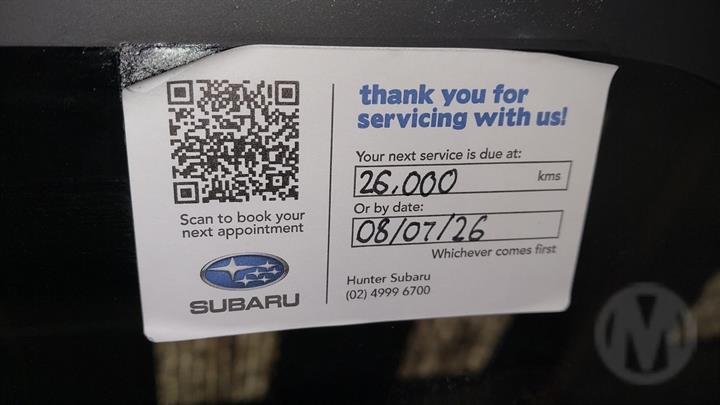 thank you for
servicing with us!
Your next service is due at:
26,000 kms
Or by date:
08/07/26
Whichever comes first
Hunter Subaru
(02) 4999 6700
Scan to book your
next appointment
SUBARU
M